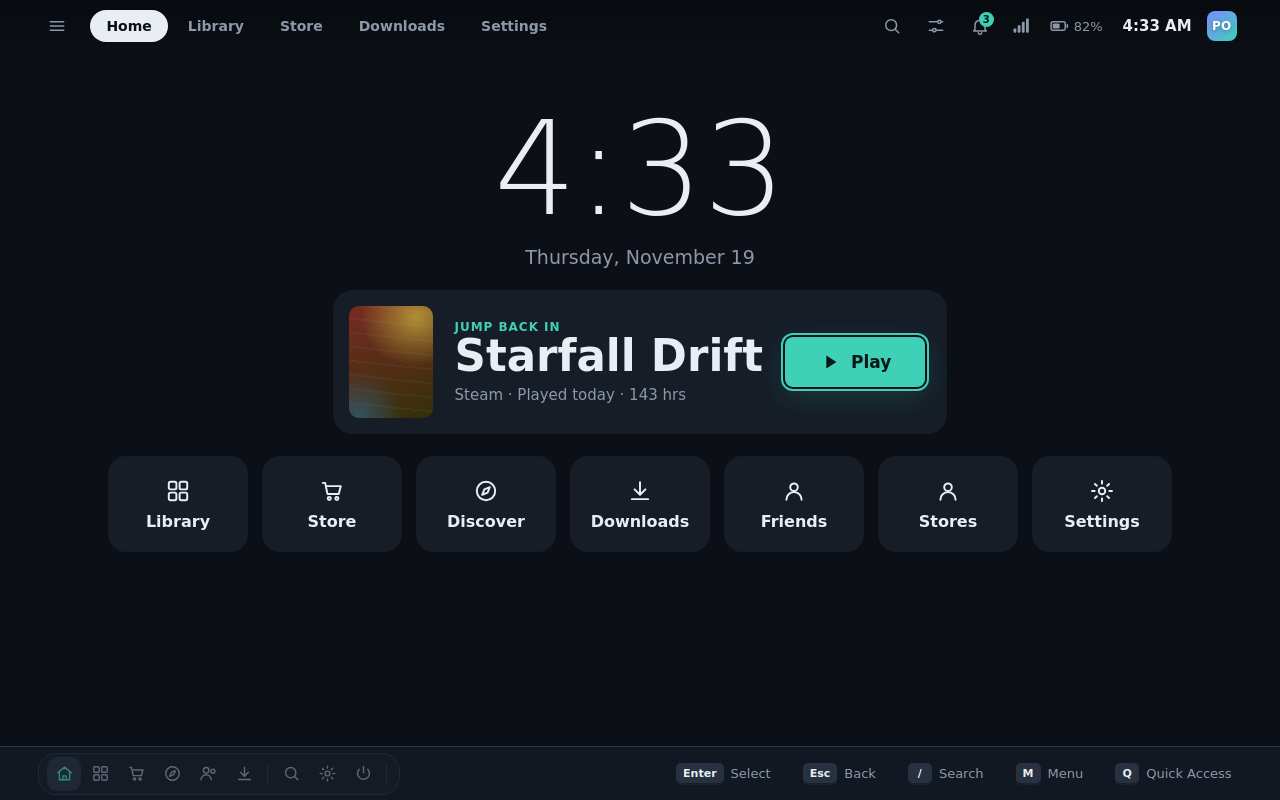 Home Library Store Downloads Settings 3 82% 4:33 AM PO
4:33
Thursday, November 19
JUMP BACK IN
Starfall Drift
Steam · Played today · 143 hrs
Play
Library Store Discover Downloads Friends Stores Settings
Enter Select Esc Back / Search M Menu Q Quick Access